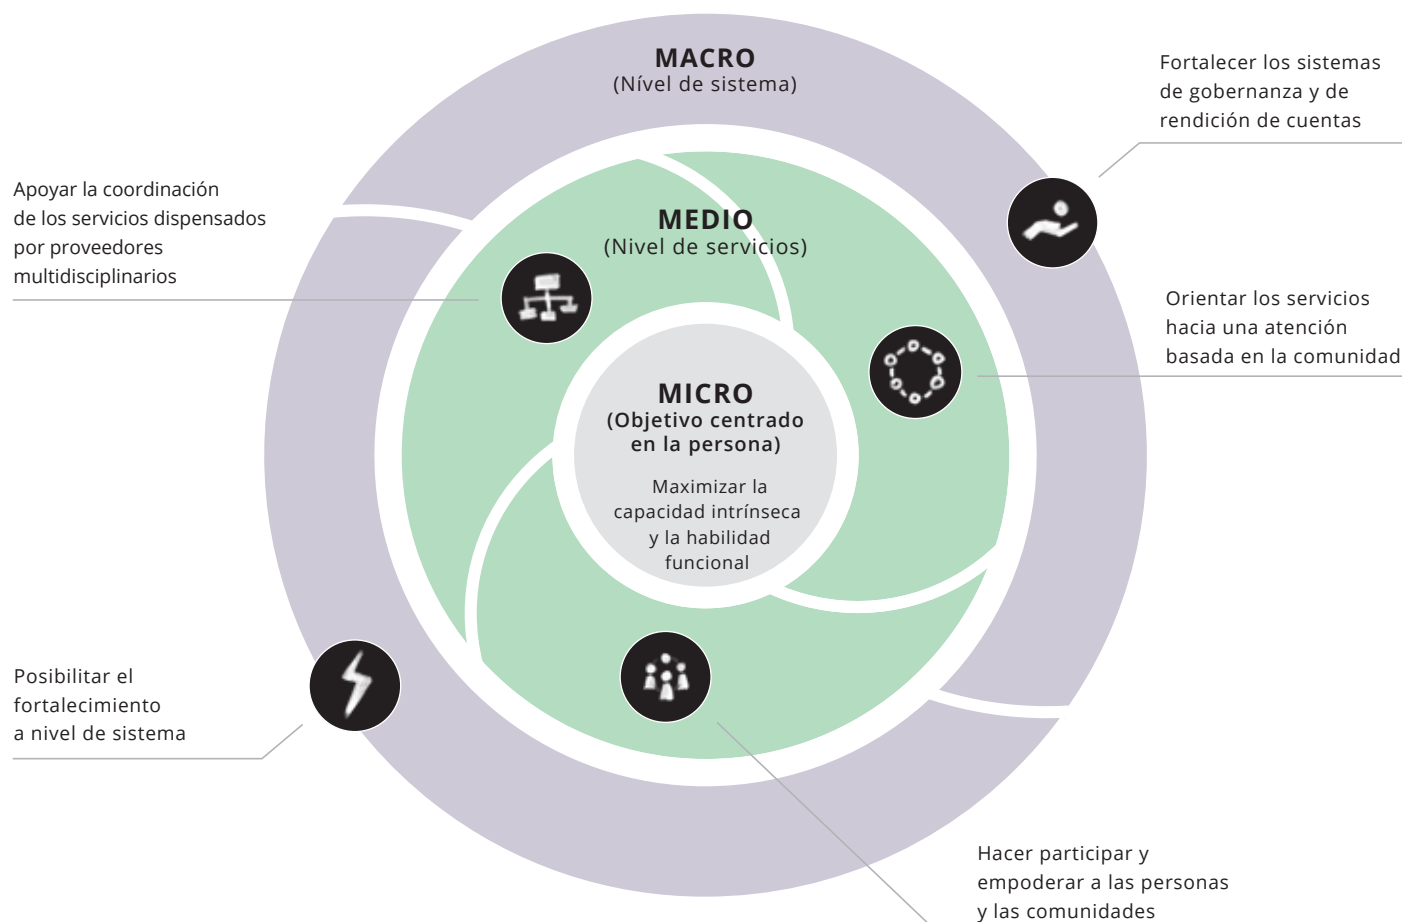 MACRO
(Nível de sistema)
Fortalecer los sistemas
de gobernanza y de
rendición de cuentas
Apoyar la coordinación
de los servicios dispensados
por proveedores
multidisciplinarios
MEDIO
(Nivel de servicios)
Orientar los servicios
hacia una atención
basada en la comunidad
MICRO
(Objetivo centrado
en la persona)
Maximizar la
capacidad intrínseca
y la habilidad
funcional
Posibilitar el
fortalecimiento
a nivel de sistema
Hacer participar y
empoderar a las personas
y las comunidades